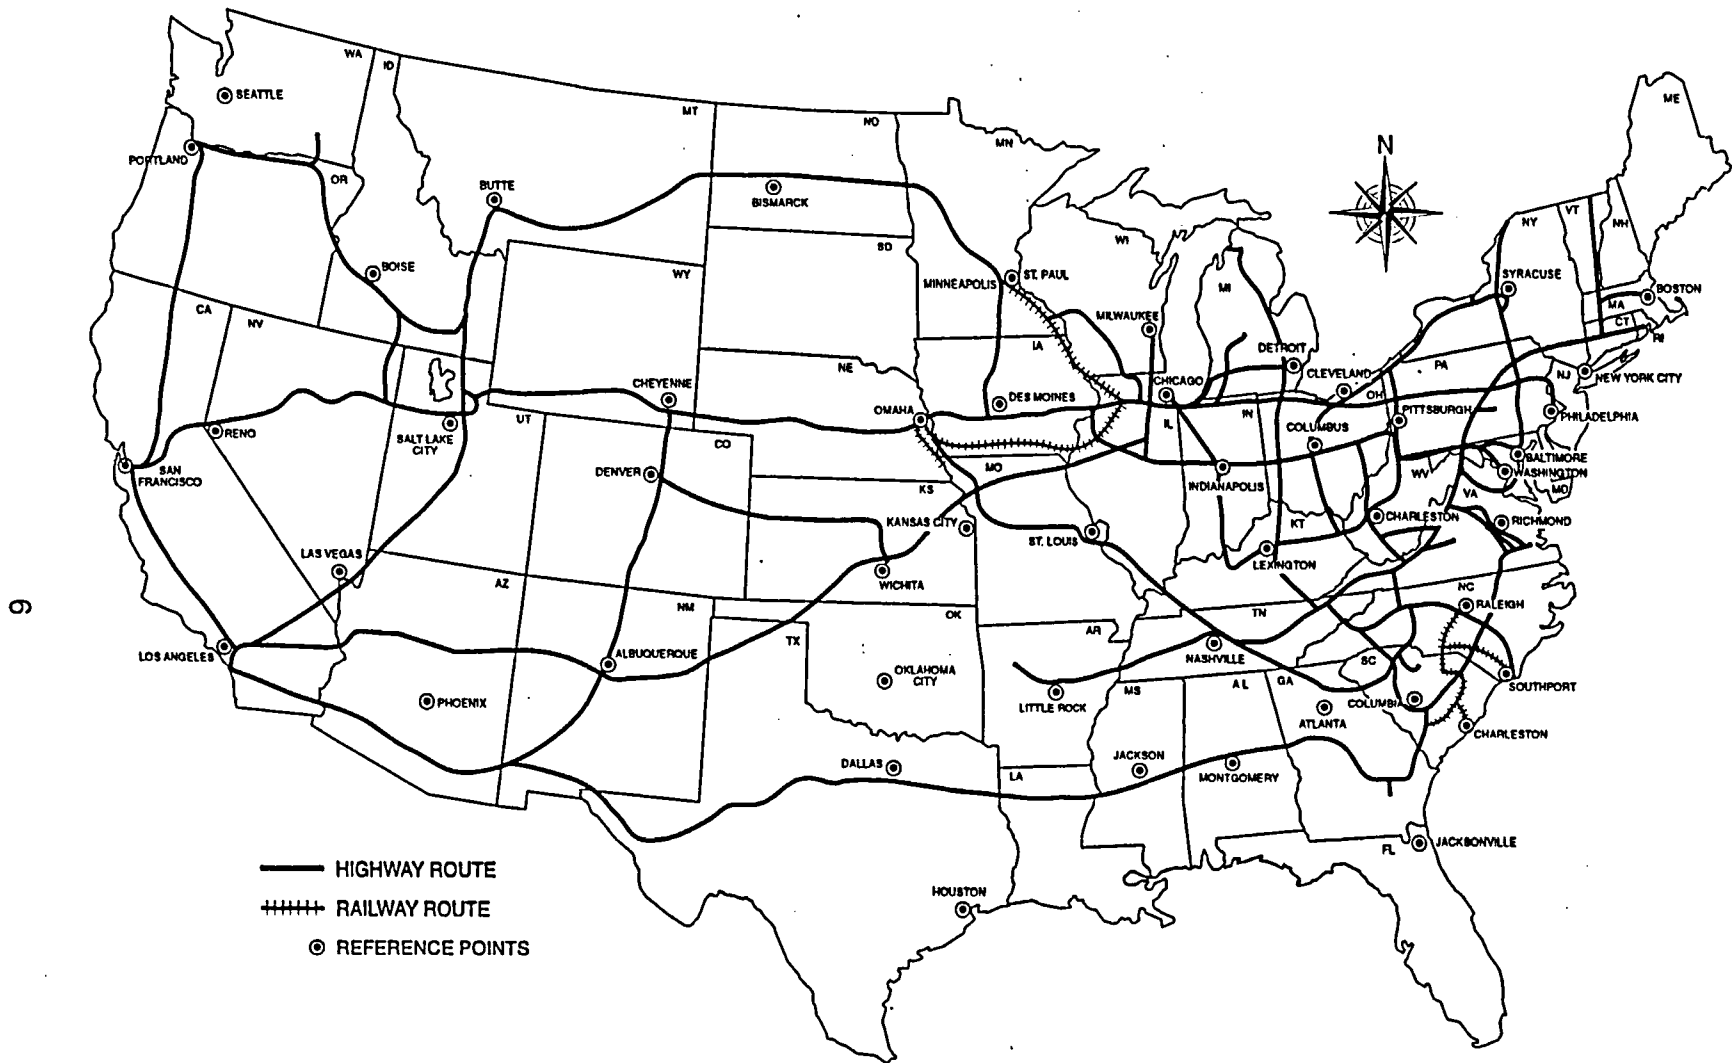 N
WA
ID
SEATTLE
MT
ND
MN
ME
PORTLAND
OR
BUTTE
BISMARCK
VT
NH
NY
WI
SD
BOISE
WY
MINNEAPOLIS
ST. PAUL
MI
SYRACUSE
BOSTON
MA
CT
RI
CA
NV
MILWAUKEE
IA
DETROIT
CLEVELAND
PA
NJ
NEW YORK CITY
NE
CHEYENNE
CHICAGO
DES MOINES
OH
PITTSBURGH
PHILADELPHIA
OMAHA
IL
IN
COLUMBUS
RENO
SALT LAKE
CITY
UT
CO
BALTIMORE
WASHINGTON
SAN
FRANCISCO
DENVER
MO
WV
MD
INDIANAPOLIS
KS
VA
KANSAS CITY
KT
CHARLESTON
RICHMOND
ST. LOUIS
LAS VEGAS
LEXINGTON
WICHITA
AZ
NM
OK
TN
NC
RALEIGH
TX
AR
LOS ANGELES
ALBUQUERQUE
NASHVILLE
SC
OKLAHOMA
CITY
MS
AL
GA
SOUTHPORT
PHOENIX
LITTLE ROCK
COLUMBIA
ATLANTA
CHARLESTON
DALLAS
JACKSON
LA
MONTGOMERY
FL
JACKSONVILLE
HOUSTON
HIGHWAY ROUTE
RAILWAY ROUTE
REFERENCE POINTS
9